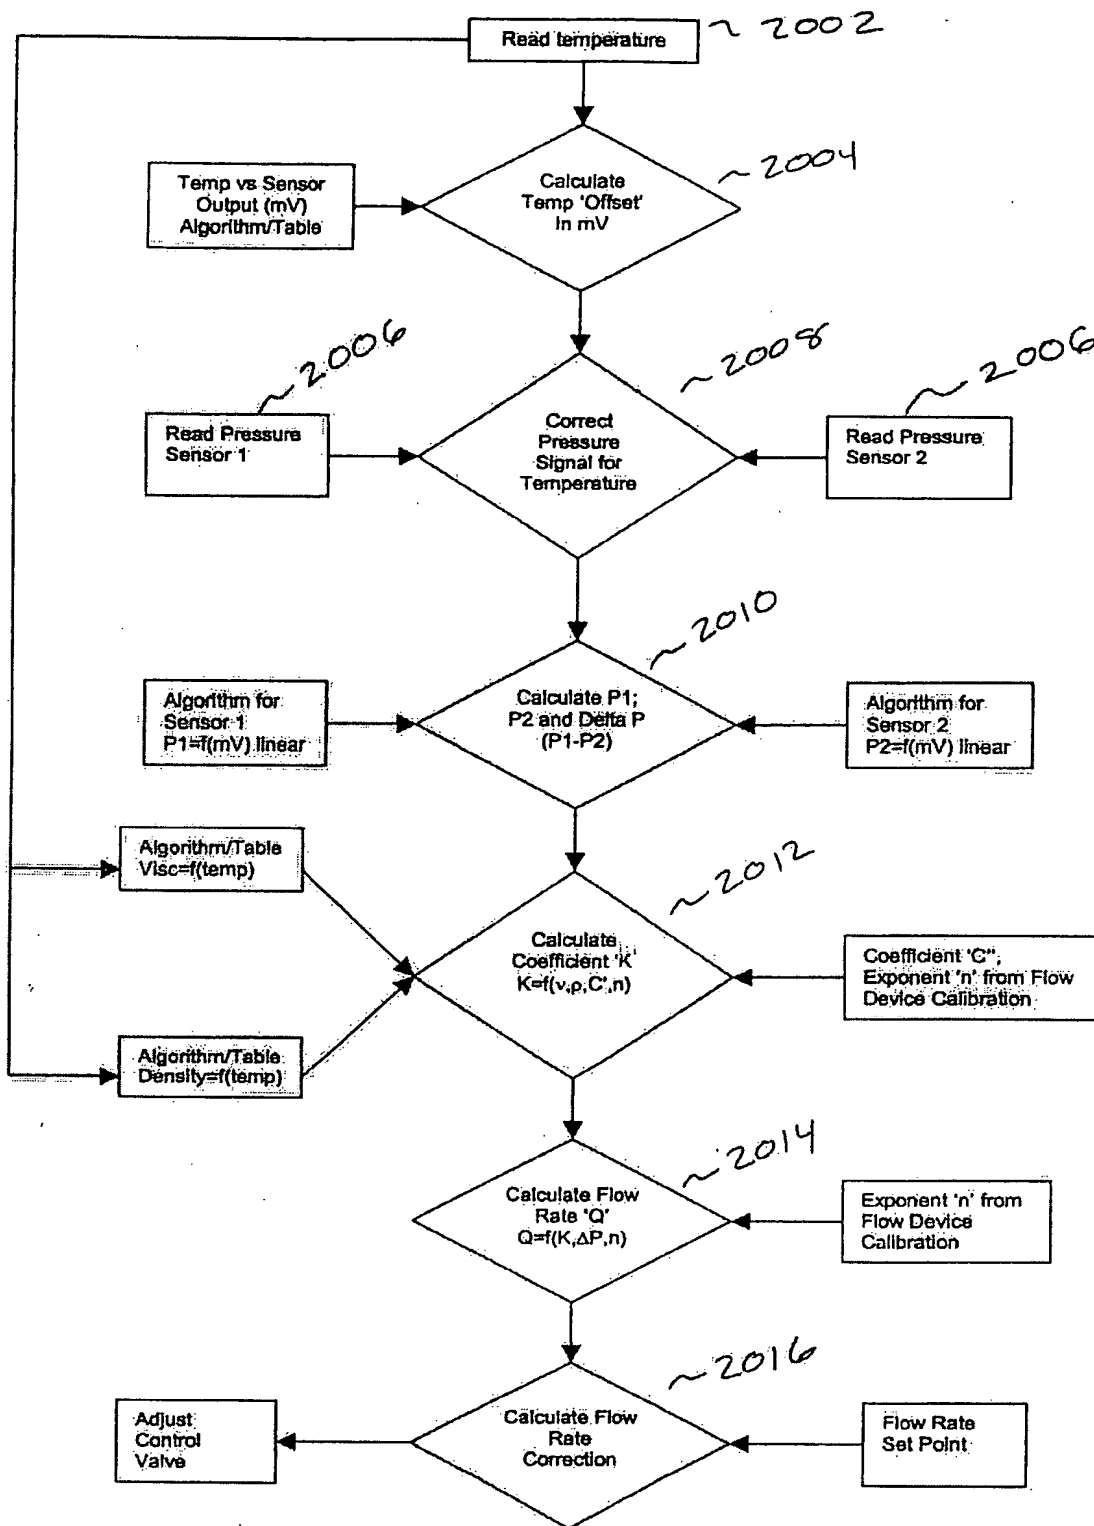 Read temperature
~ 2002
~2004
Temp vs Sensor
Output (mV)
Algorithm/Table
Calculate
Temp 'Offset'
In mV
~2006
~2008
~2006
Read Pressure
Sensor 1
Correct
Pressure
Signal for
Temperature
Read Pressure
Sensor 2
~2010
Algorithm for
Sensor 1
P1=f(mV) linear
Calculate P1;
P2 and Delta P
(P1-P2)
Algorithm for
Sensor 2
P2=f(mV) linear
Algorithm/Table
Visc=f(temp)
~2012
Calculate
Coefficient 'K'
K=f(ν,ρ,C',n)
Coefficient 'C'',
Exponent 'n' from Flow
Device Calibration
Algorithm/Table
Density=f(temp)
~2014
Calculate Flow
Rate 'Q'
Q=f(K,ΔP,n)
Exponent 'n' from
Flow Device
Calibration
~2016
Adjust
Control
Valve
Calculate Flow
Rate
Correction
Flow Rate
Set Point